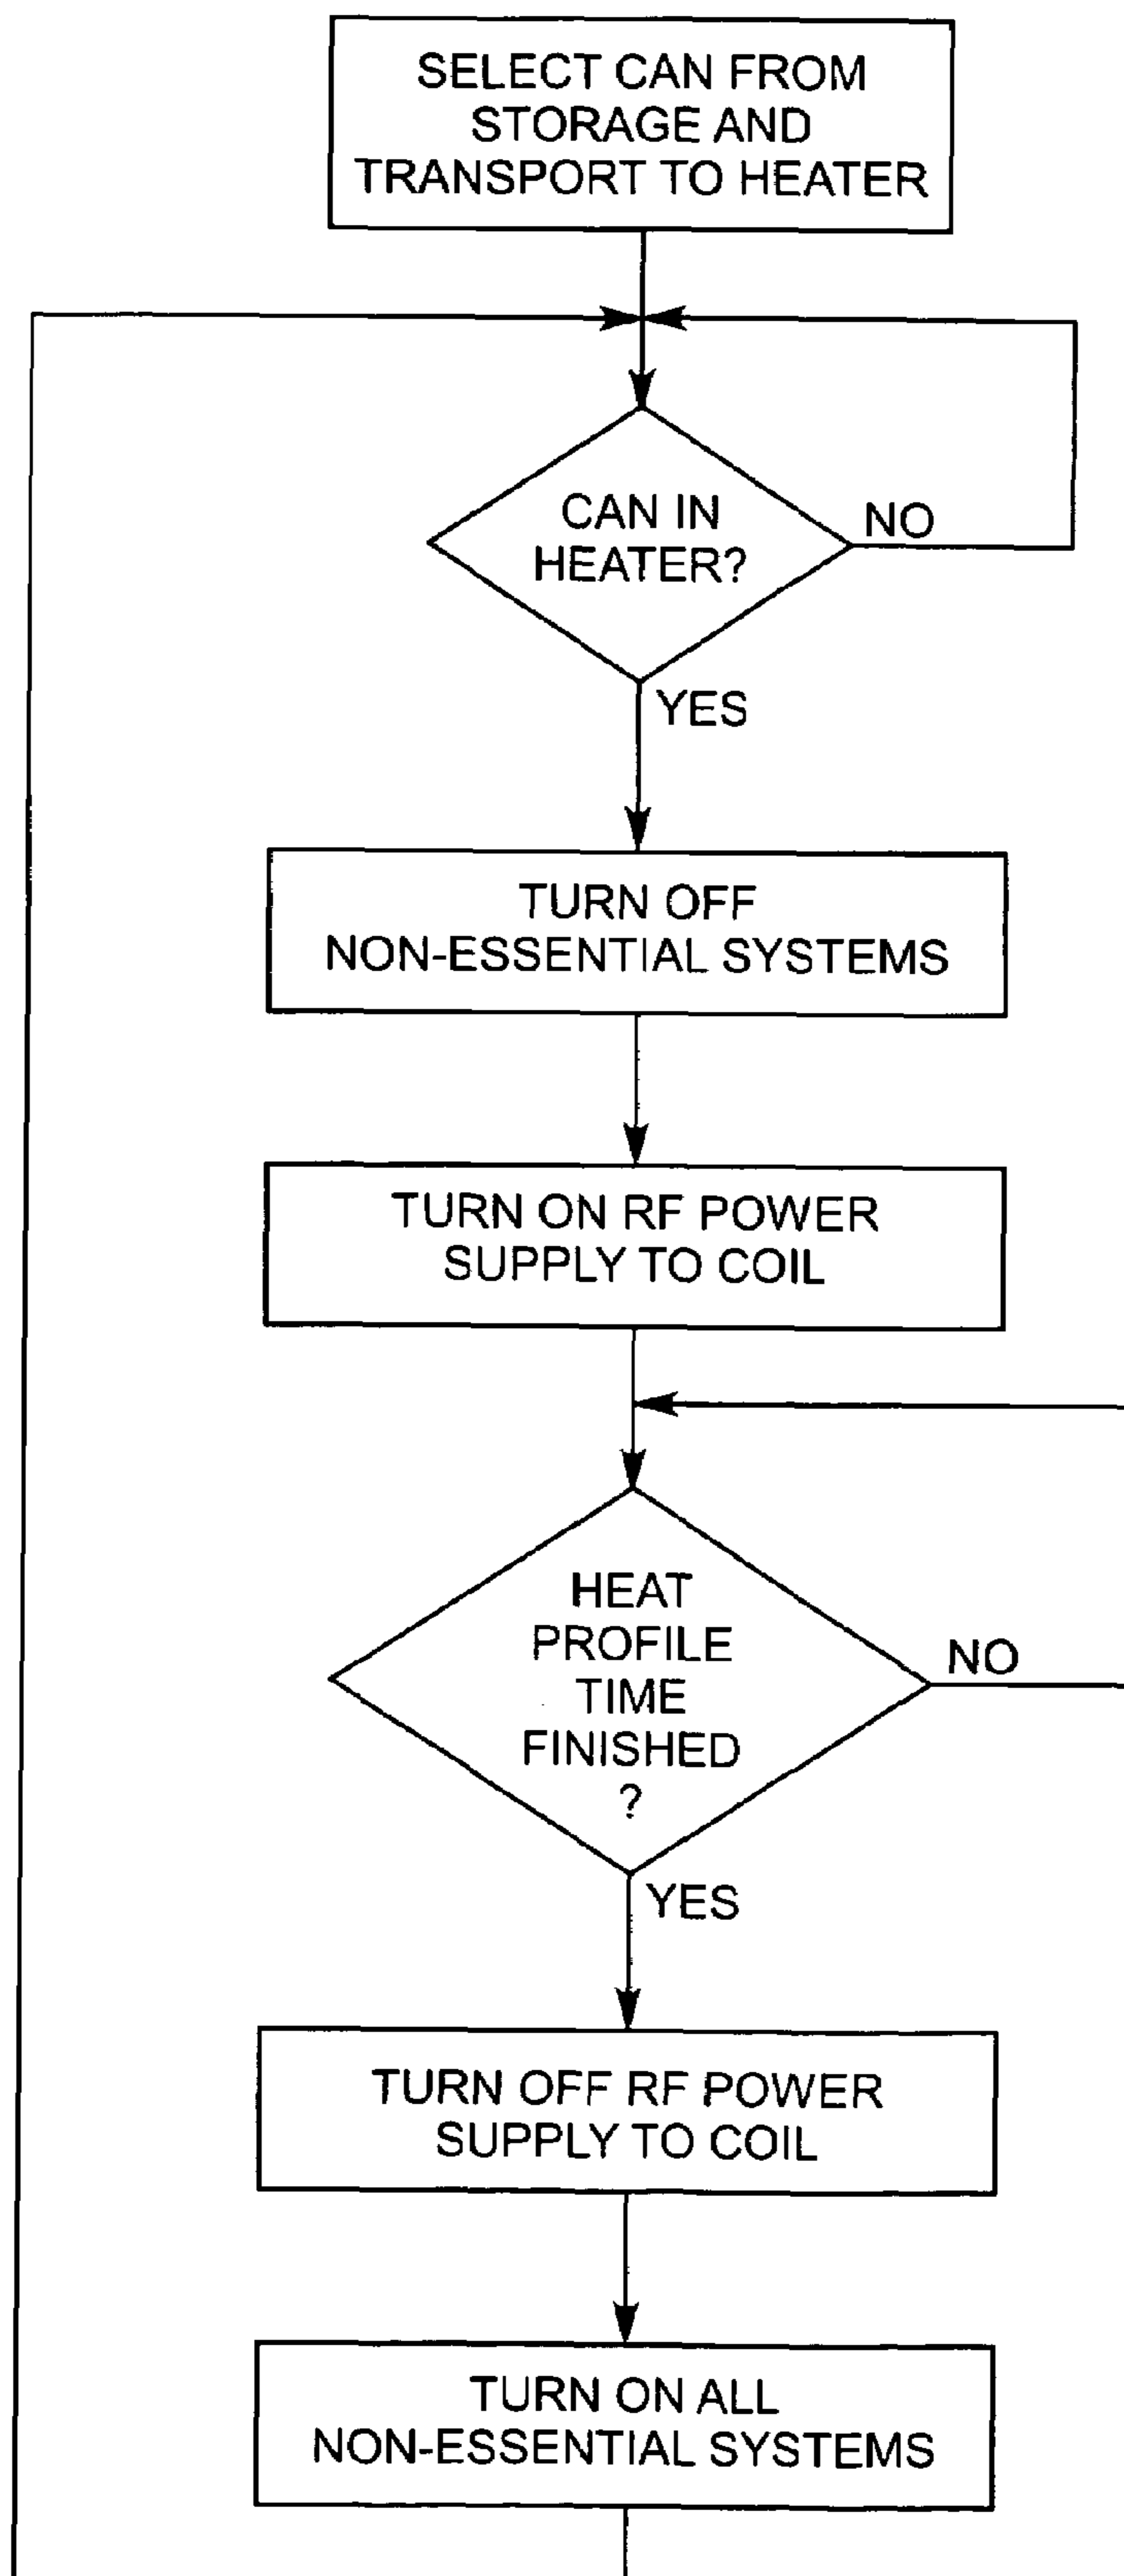 SELECT CAN FROM
STORAGE AND
TRANSPORT TO HEATER
CAN IN
HEATER?
NO
YES
TURN OFF
NON-ESSENTIAL SYSTEMS
TURN ON RF POWER
SUPPLY TO COIL
HEAT
PROFILE
TIME
FINISHED
?
NO
YES
TURN OFF RF POWER
SUPPLY TO COIL
TURN ON ALL
NON-ESSENTIAL SYSTEMS